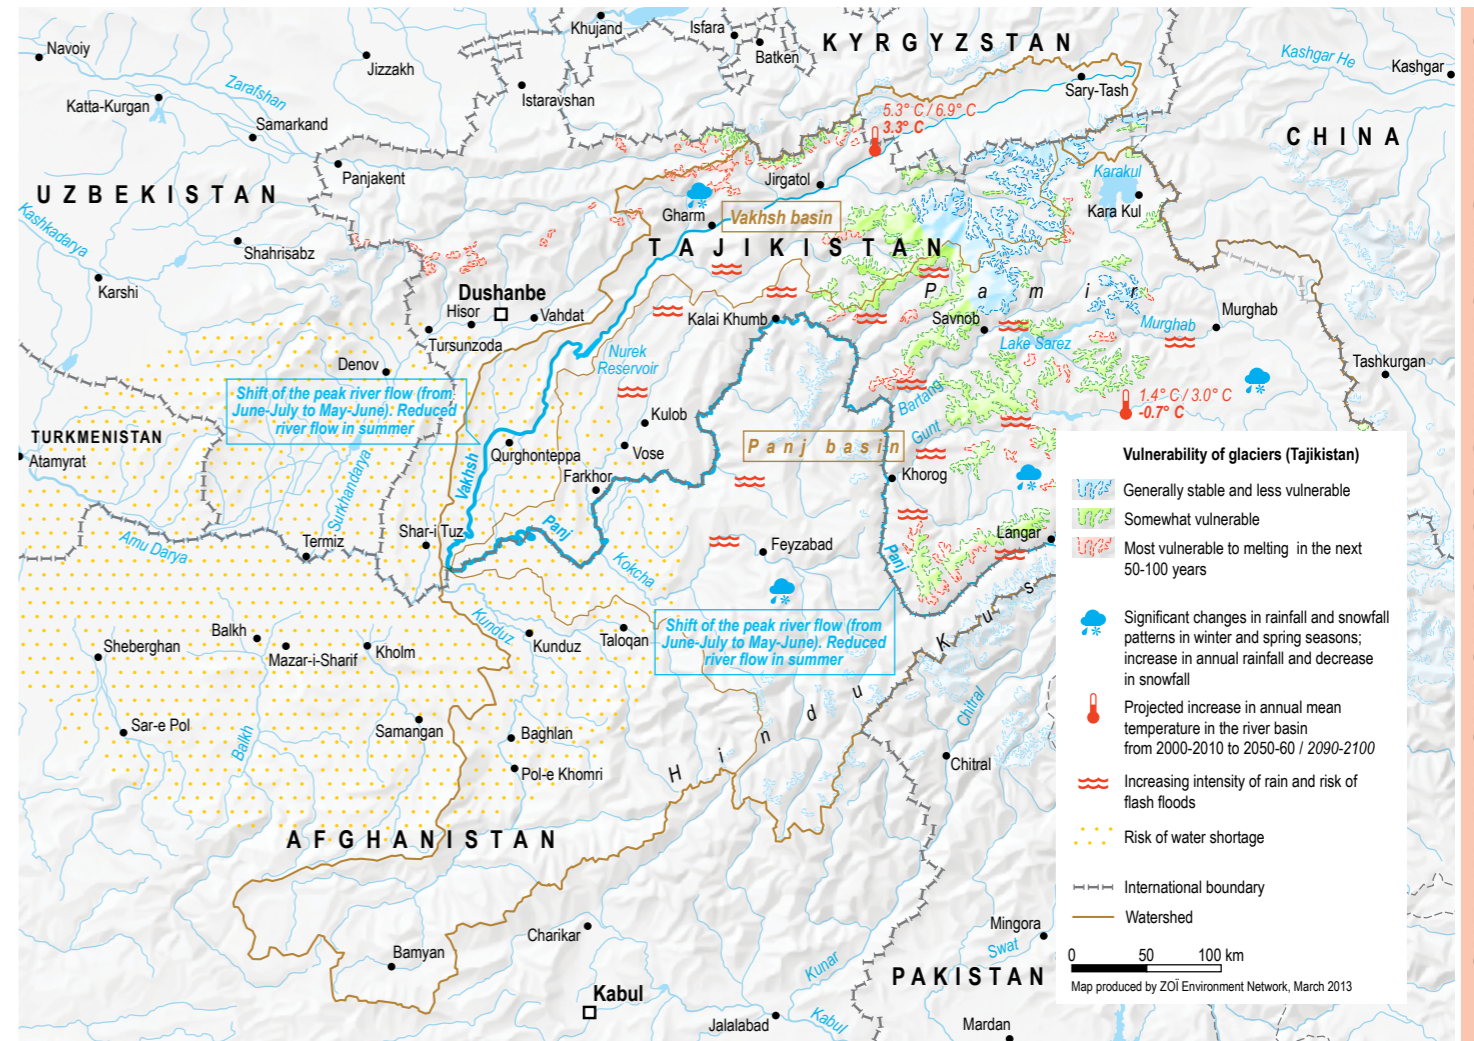 Khujand
Isfara
Batken
KYRGYZSTAN
Navoiy
Jizzakh
Kashgar He
Kashgar
Zarafshan
Katta-Kurgan
Istaravshan
Sary-Tash
5.3° C / 6.9° C
3.3° C
Samarkand
CHINA
Panjakent
Jirgatol
Karakul
UZBEKISTAN
Kara Kul
Kashkadarya
Gharm
Vakhsh basin
Shahrisabz
TAJIKISTAN
Karshi
Dushanbe
Pamir
Hisor
Vahdat
Kalai Khumb
Savnob
Murghab
Murghab
Tursunzoda
Lake Sarez
Nurek
Reservoir
Denov
Tashkurgan
Shift of the peak river flow (from
June-July to May-June). Reduced
river flow in summer
Bartang
1.4° C / 3.0° C
-0.7° C
Kulob
Gunt
TURKMENISTAN
Atamyrat
Qurghonteppa
Vose
Panj basin
Vakhsh
Farkhor
Khorog
Surkhandarya
Shar-i Tuz
Panj
Langar
Amu Darya
Termiz
Feyzabad
Panj
Kokcha
Kunduz
Shift of the peak river flow (from
June-July to May-June). Reduced
river flow in summer
Balkh
Sheberghan
Mazar-i-Sharif
Kholm
Kunduz
Taloqan
Hindu Kus
Chitral
Sar-e Pol
Samangan
Balkh
Baghlan
Pol-e Khomri
Chitral
AFGHANISTAN
Bamyan
Charikar
Kabul
Mingora
Swat
Kunar
PAKISTAN
Jalalabad
Kabul
Mardan
Vulnerability of glaciers (Tajikistan)
Generally stable and less vulnerable
Somewhat vulnerable
Most vulnerable to melting in the next
50-100 years
Significant changes in rainfall and snowfall
patterns in winter and spring seasons;
increase in annual rainfall and decrease
in snowfall
Projected increase in annual mean
temperature in the river basin
from 2000-2010 to 2050-60 / 2090-2100
Increasing intensity of rain and risk of
flash floods
Risk of water shortage
International boundary
Watershed
0 50 100 km
Map produced by ZOÏ Environment Network, March 2013